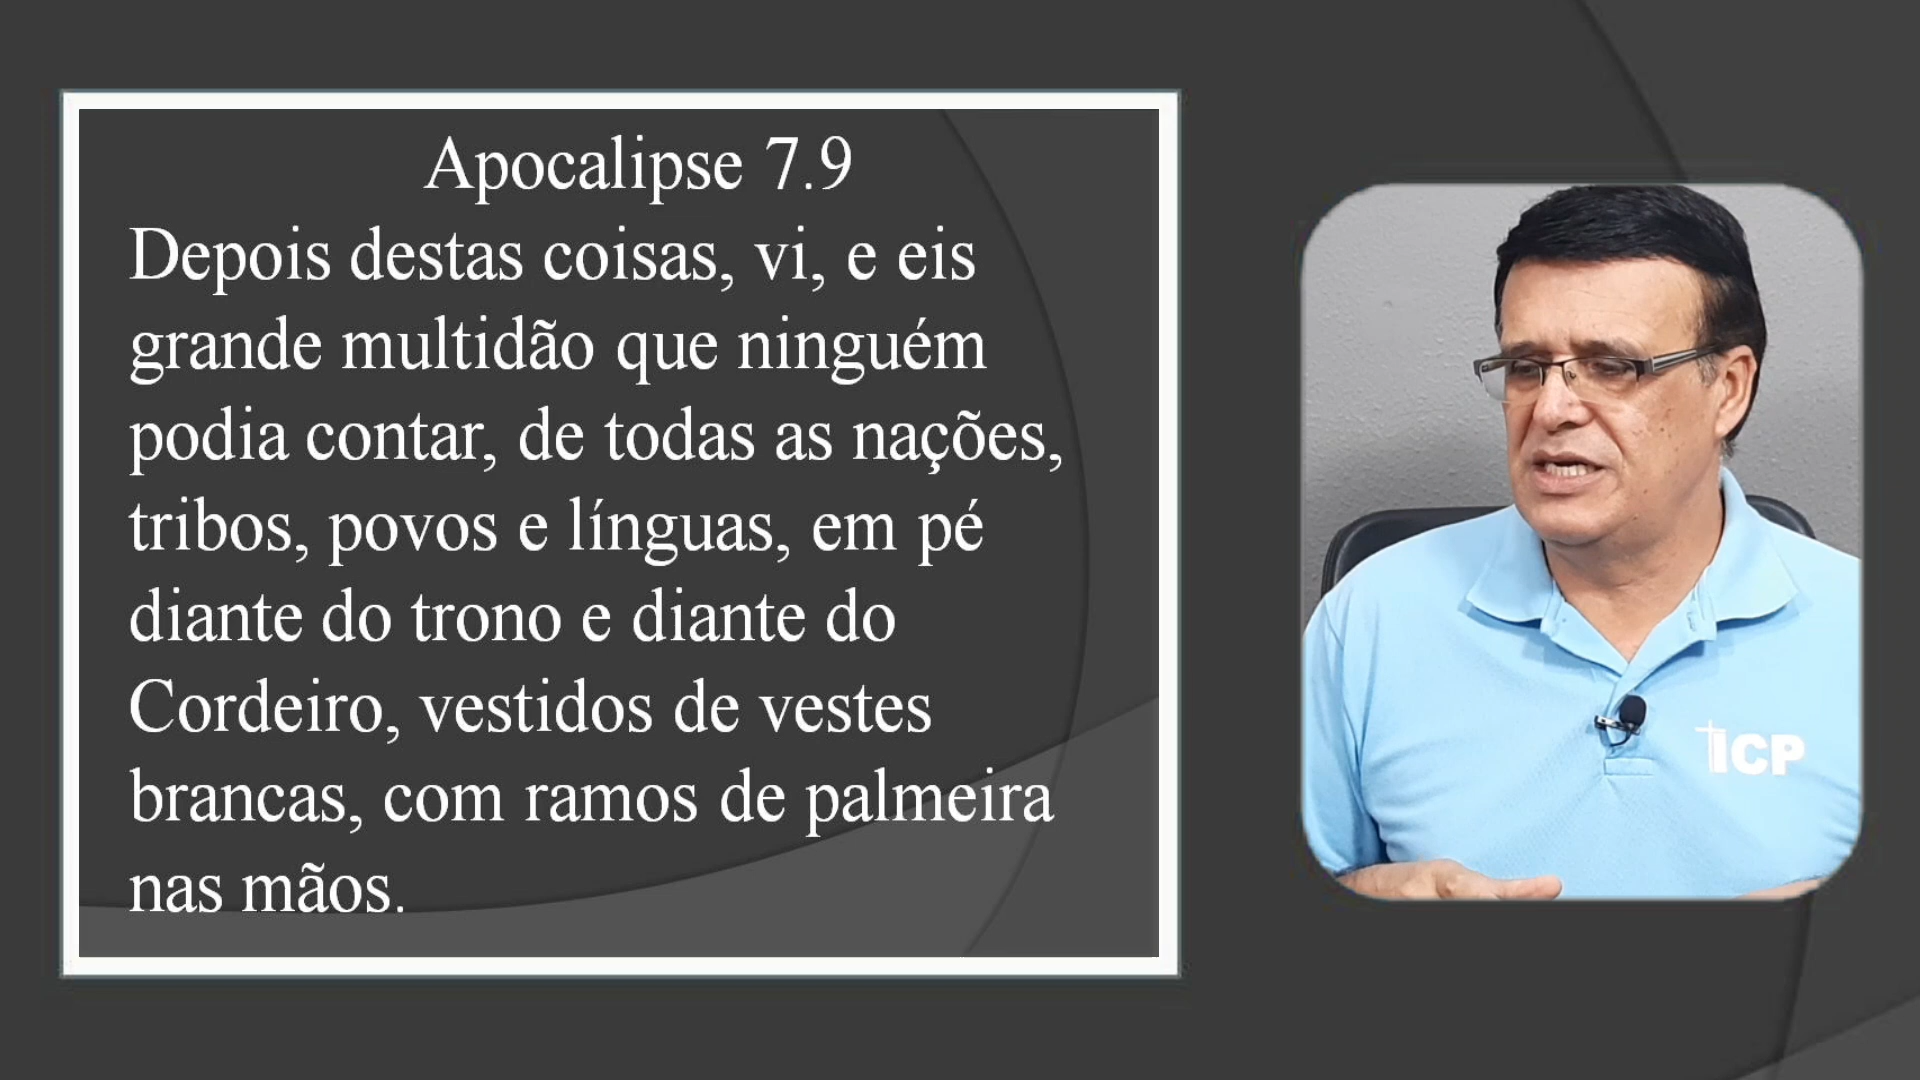 Apocalipse 7.9
Depois destas coisas, vi, e eis
grande multidão que ninguém
podia contar, de todas as nações,
tribos, povos e línguas, em pé
diante do trono e diante do
Cordeiro, vestidos de vestes
brancas, com ramos de palmeira
nas mãos.
ICP